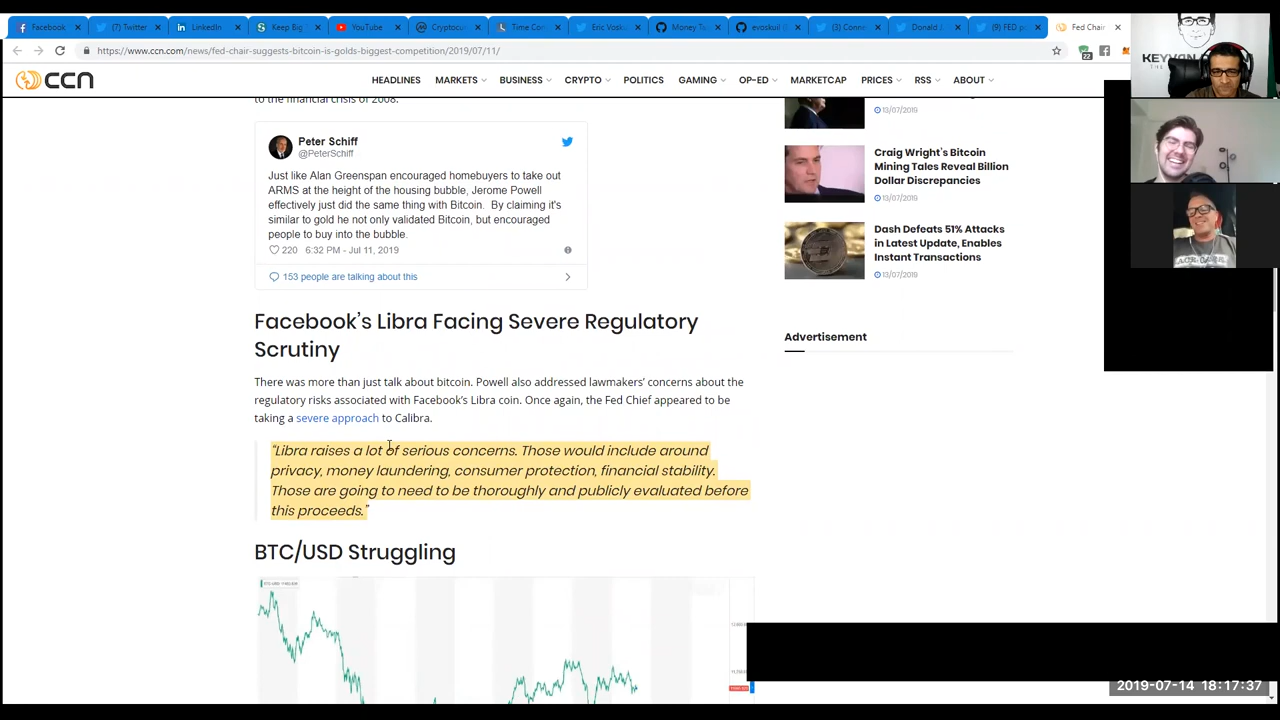 Facebook
(7) Twitter
LinkedIn
Keep Big
YouTube
Cryptocu
Time Con
Eric Vosku
Money Tr
evoskuil
(3) Conne
Donald J.
(9) FED p
Fed Chair
https://www.ccn.com/news/fed-chair-suggests-bitcoin-is-golds-biggest-competition/2019/07/11/
22
KEYVAN
CCN
HEADLINES MARKETS BUSINESS CRYPTO POLITICS GAMING OP-ED MARKETCAP PRICES RSS ABOUT
to the financial crisis of 2008.
13/07/2019
Peter Schiff
@PeterSchiff
Just like Alan Greenspan encouraged homebuyers to take out
ARMS at the height of the housing bubble, Jerome Powell
effectively just did the same thing with Bitcoin. By claiming it's
similar to gold he not only validated Bitcoin, but encouraged
people to buy into the bubble.
220 6:32 PM - Jul 11, 2019
153 people are talking about this
Craig Wright's Bitcoin
Mining Tales Reveal Billion
Dollar Discrepancies
13/07/2019
Dash Defeats 51% Attacks
in Latest Update, Enables
Instant Transactions
13/07/2019
Advertisement
Facebook's Libra Facing Severe Regulatory
Scrutiny
There was more than just talk about bitcoin. Powell also addressed lawmakers' concerns about the
regulatory risks associated with Facebook's Libra coin. Once again, the Fed Chief appeared to be
taking a severe approach to Calibra.
“Libra raises a lot of serious concerns. Those would include around
privacy, money laundering, consumer protection, financial stability.
Those are going to need to be thoroughly and publicly evaluated before
this proceeds.”
BTC/USD Struggling
2019-07-14 18:17:37